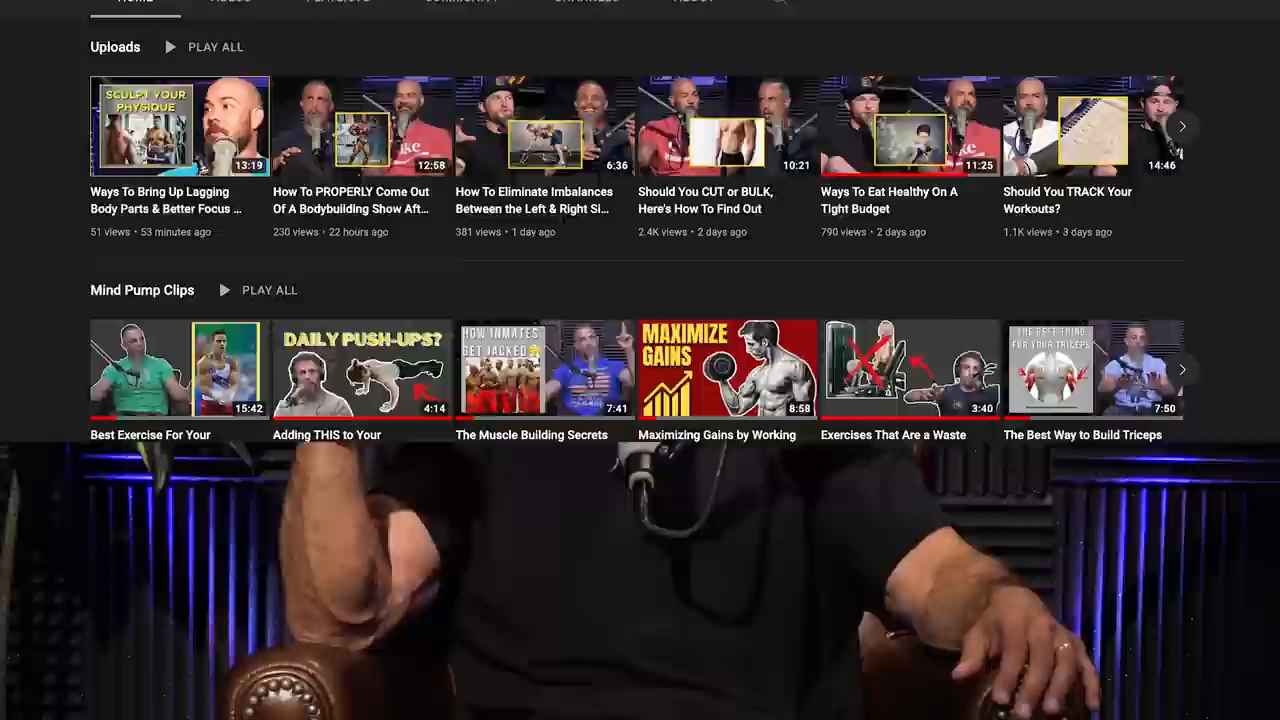 HOME VIDEOS PLAYLISTS COMMUNITY CHANNELS ABOUT
Uploads PLAY ALL
SCULPT YOUR
PHYSIQUE
13:19
12:58
6:36
10:21
11:25
14:46
Ways To Bring Up Lagging
Body Parts & Better Focus ...
51 views • 53 minutes ago
How To PROPERLY Come Out
Of A Bodybuilding Show Aft...
230 views • 22 hours ago
How To Eliminate Imbalances
Between the Left & Right Si...
381 views • 1 day ago
Should You CUT or BULK,
Here's How To Find Out
2.4K views • 2 days ago
Ways To Eat Healthy On A
Tight Budget
790 views • 2 days ago
Should You TRACK Your
Workouts?
1.1K views • 3 days ago
Mind Pump Clips PLAY ALL
15:42
DAILY PUSH-UPS?
4:14
HOW INMATES
GET JACKED
7:41
MAXIMIZE
GAINS
8:58
3:40
THE BEST THING
FOR YOUR TRICEPS
7:50
Best Exercise For Your
Adding THIS to Your
The Muscle Building Secrets
Maximizing Gains by Working
Exercises That Are a Waste
The Best Way to Build Triceps